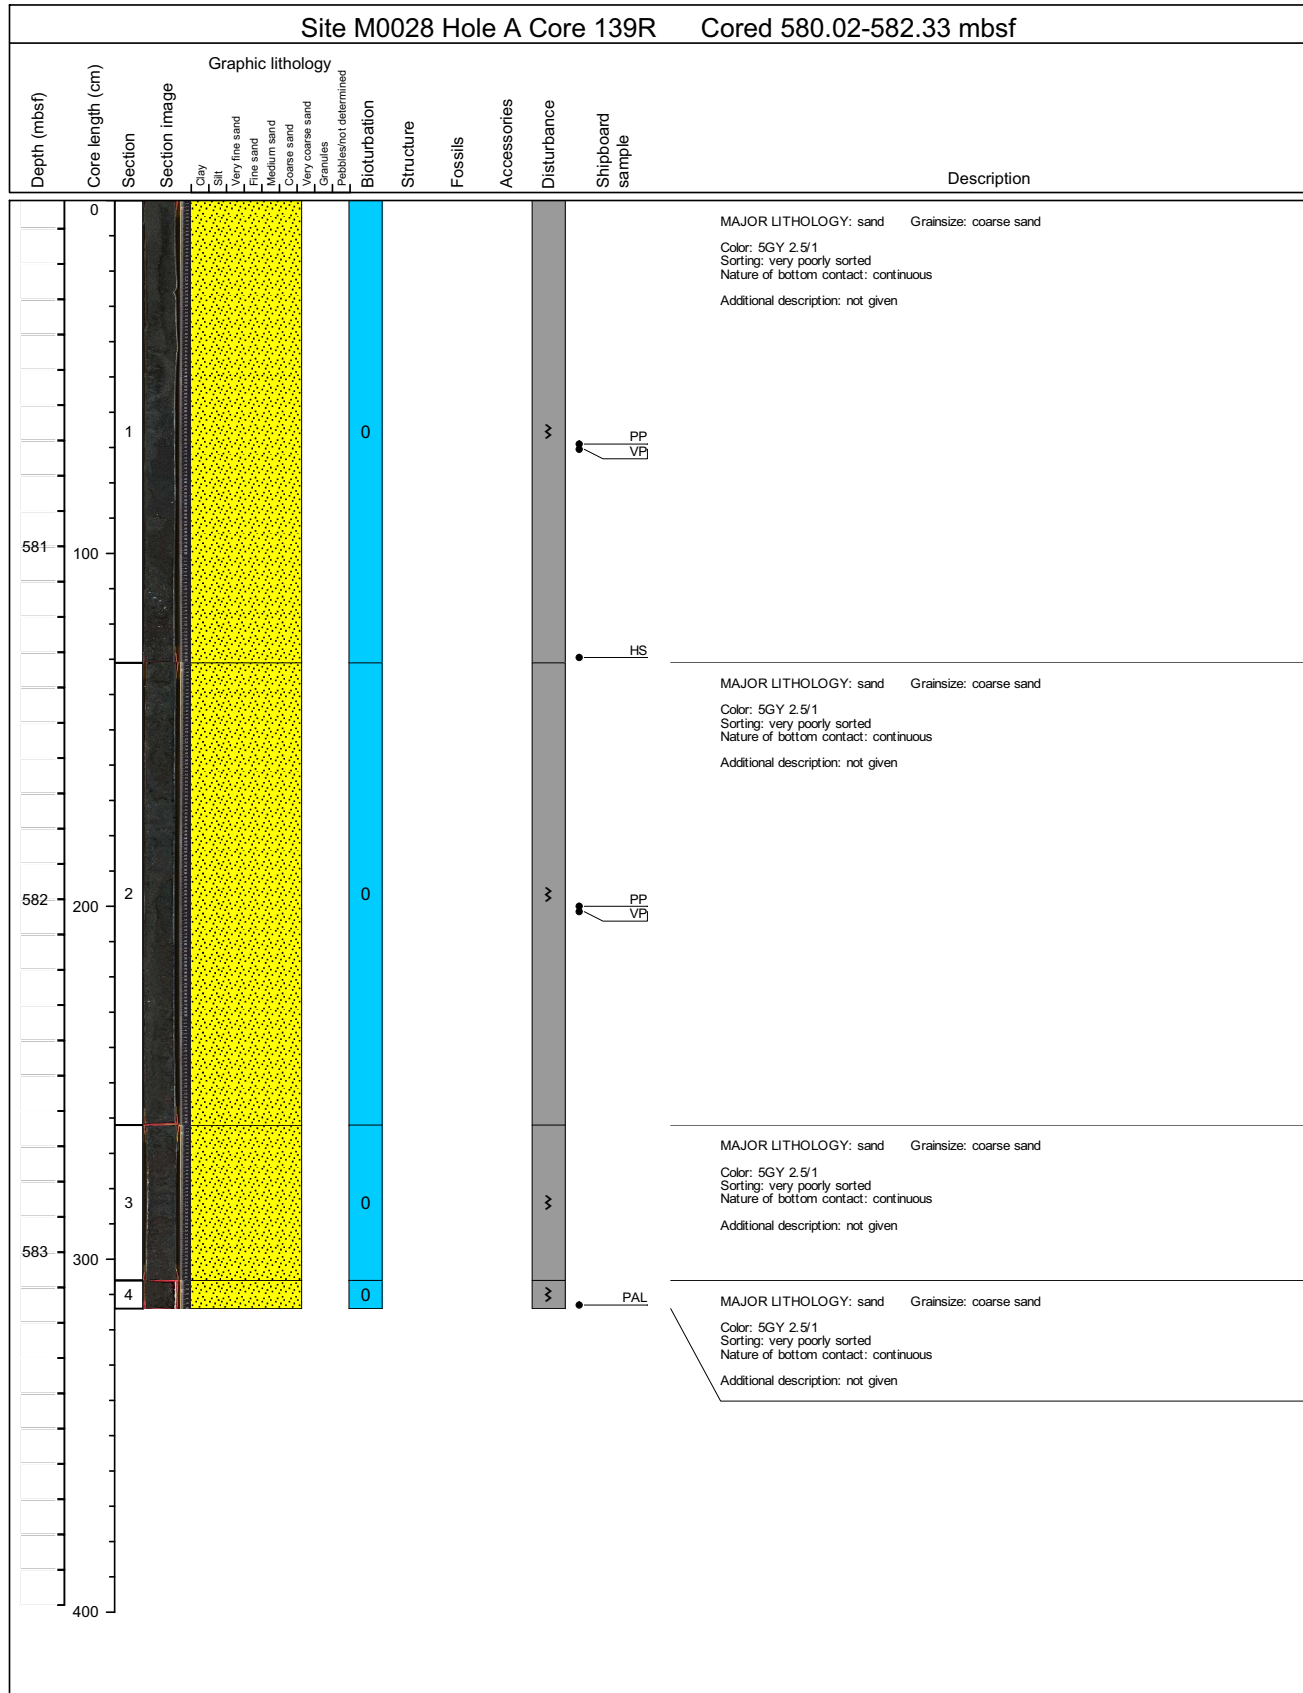 Site M0028 Hole A Core 139R Cored 580.02-582.33 mbsf
Graphic lithology
Depth (mbsf)
Core length (cm)
Section
Section image
Clay
Silt
Very fine sand
Fine sand
Medium sand
Coarse sand
Very coarse sand
Granules
Pebbles/not determined
Bioturbation
Structure
Fossils
Accessories
Disturbance
Shipboard
sample
Description
0
MAJOR LITHOLOGY: sand Grainsize: coarse sand
Color: 5GY 2.5/1
Sorting: very poorly sorted
Nature of bottom contact: continuous
Additional description: not given
1
0
PP
VP
581
100
HS
MAJOR LITHOLOGY: sand Grainsize: coarse sand
Color: 5GY 2.5/1
Sorting: very poorly sorted
Nature of bottom contact: continuous
Additional description: not given
582
200
2
0
PP
VP
MAJOR LITHOLOGY: sand Grainsize: coarse sand
Color: 5GY 2.5/1
Sorting: very poorly sorted
Nature of bottom contact: continuous
Additional description: not given
3
0
583
300
4
0
PAL
MAJOR LITHOLOGY: sand Grainsize: coarse sand
Color: 5GY 2.5/1
Sorting: very poorly sorted
Nature of bottom contact: continuous
Additional description: not given
400